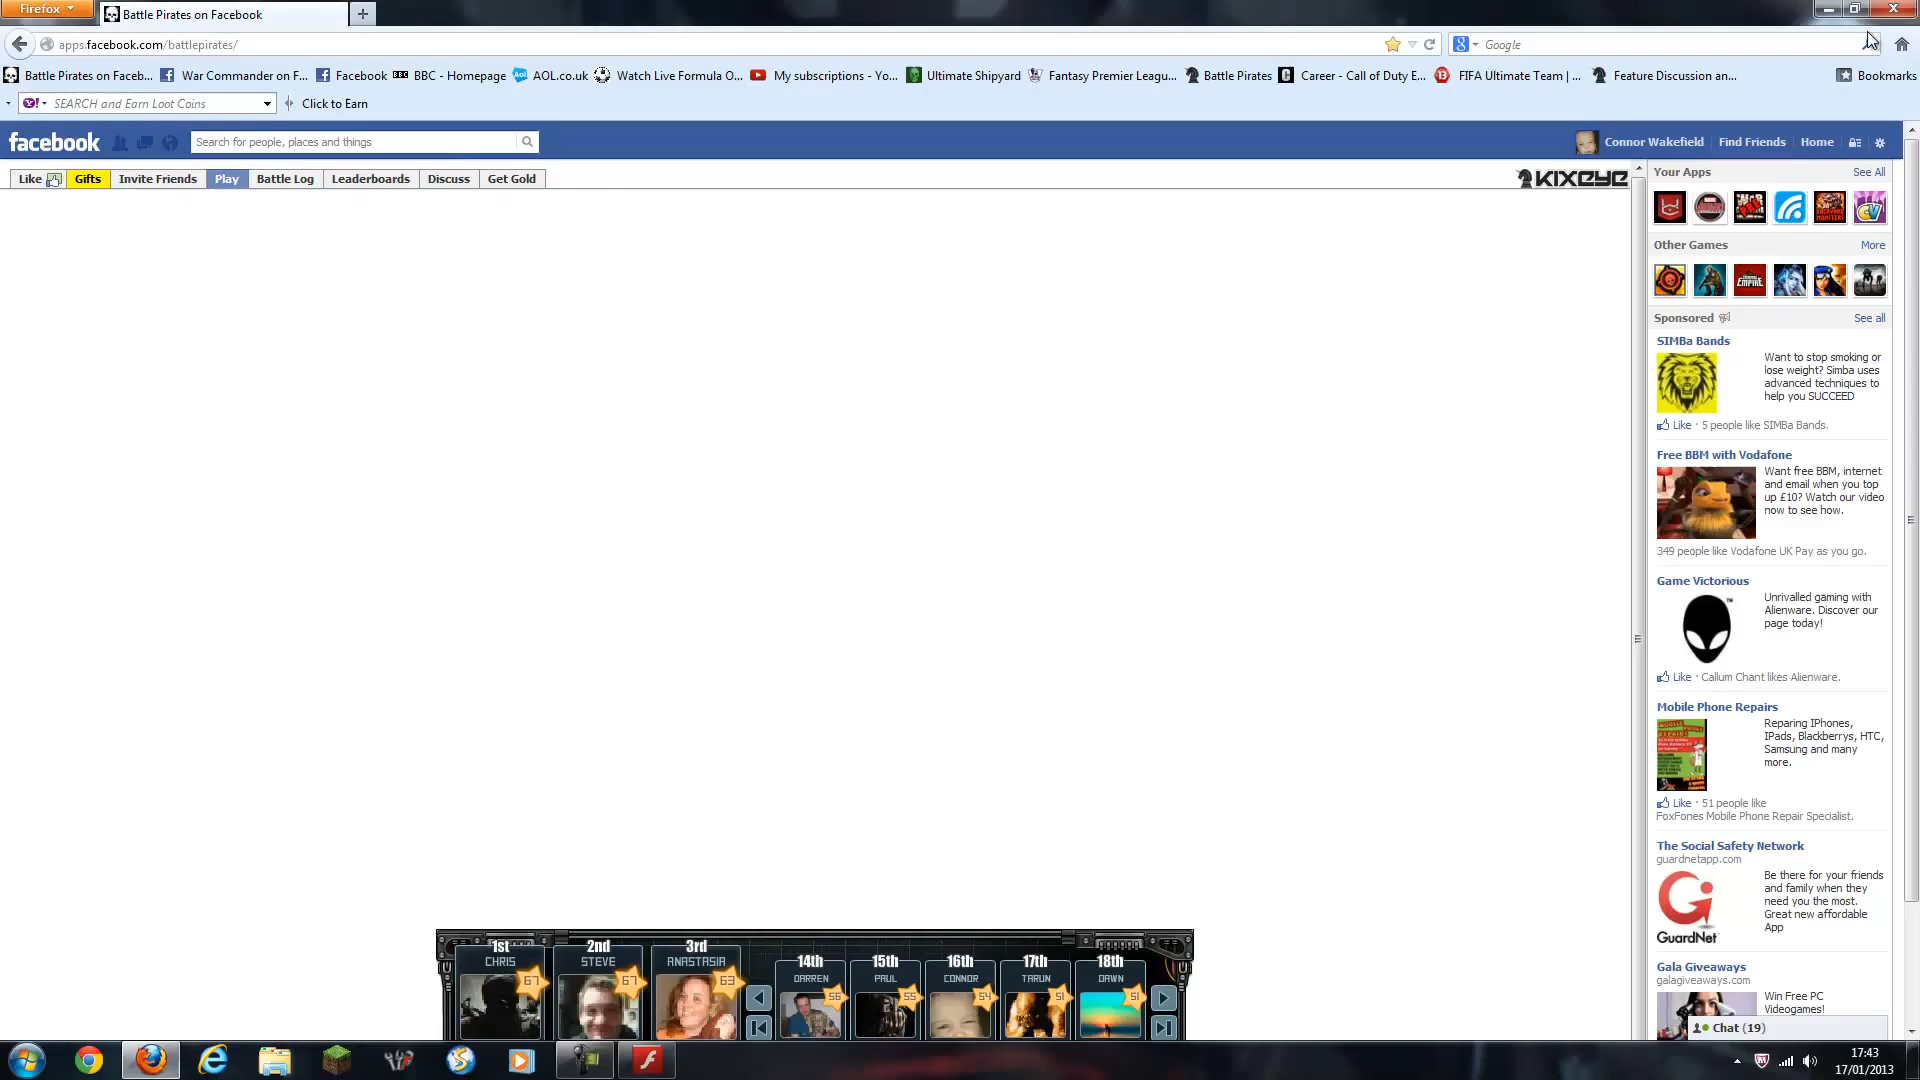 Firefox
Battle Pirates on Facebook
apps.facebook.com/battlepirates/
Google
Battle Pirates on Faceb...
War Commander on F...
Facebook
BBC - Homepage
AOL.co.uk
Watch Live Formula O...
My subscriptions - Yo...
Ultimate Shipyard
Fantasy Premier Leagu...
Battle Pirates
Career - Call of Duty E...
FIFA Ultimate Team | ...
Feature Discussion an...
Bookmarks
SEARCH and Earn Loot Coins
Click to Earn
facebook
Search for people, places and things
Connor Wakefield
Find Friends
Home
Like
Gifts
Invite Friends
Play
Battle Log
Leaderboards
Discuss
Get Gold
KIXEYE
Your Apps
See All
Other Games
More
Sponsored
See all
SIMBa Bands
Want to stop smoking or
lose weight? Simba uses
advanced techniques to
help you SUCCEED
Like · 5 people like SIMBa Bands.
Free BBM with Vodafone
Want free BBM, internet
and email when you top
up £10? Watch our video
now to see how.
349 people like Vodafone UK Pay as you go.
Game Victorious
Unrivalled gaming with
Alienware. Discover our
page today!
Like · Callum Chant likes Alienware.
Mobile Phone Repairs
Reparing IPhones,
IPads, Blackberrys, HTC,
Samsung and many
more.
Like · 51 people like
FoxFones Mobile Phone Repair Specialist.
The Social Safety Network
guardnetapp.com
Be there for your friends
and family when they
need you the most.
Great new affordable
App
GuardNet
Gala Giveaways
galagiveaways.com
Win Free PC
Videogames!
Chat (19)
1st
CHRIS
67
2nd
STEVE
67
3rd
ANASTASIA
63
14th
DARREN
56
15th
PAUL
55
16th
CONNOR
54
17th
TARUN
51
18th
DAWN
51
17:43
17/01/2013